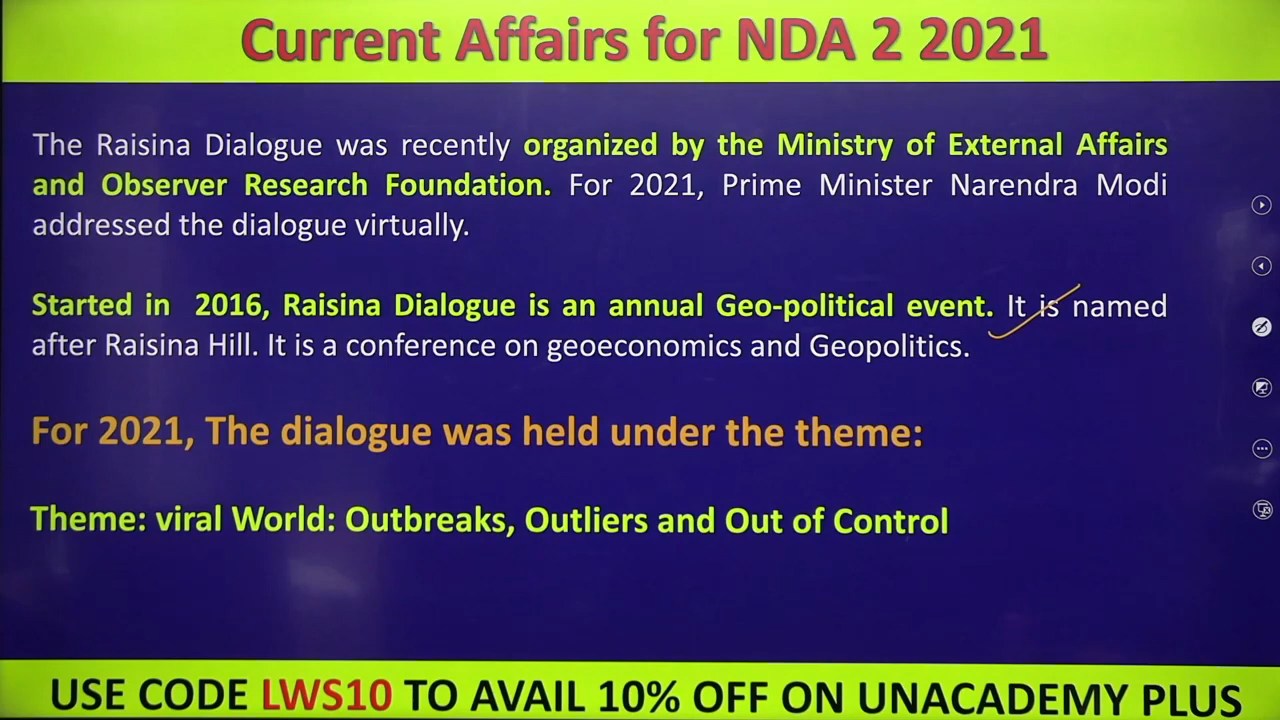 Current Affairs for NDA 2 2021
The Raisina Dialogue was recently organized by the Ministry of External Affairs
and Observer Research Foundation. For 2021, Prime Minister Narendra Modi
addressed the dialogue virtually.
Started in 2016, Raisina Dialogue is an annual Geo-political event. It is named
after Raisina Hill. It is a conference on geoeconomics and Geopolitics.
For 2021, The dialogue was held under the theme:
Theme: viral World: Outbreaks, Outliers and Out of Control
USE CODE LWS10 TO AVAIL 10% OFF ON UNACADEMY PLUS